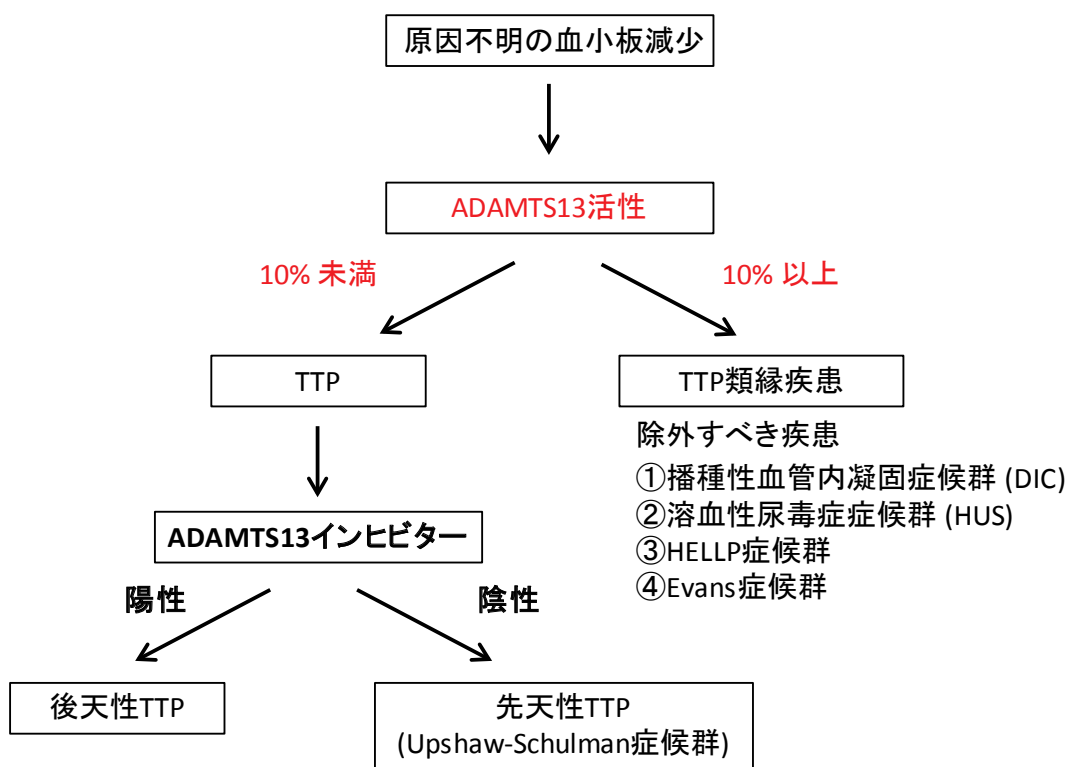 原因不明の血小板減少
ADAMTS13活性
10% 未満
10% 以上
TTP
TTP類縁疾患
除外すべき疾患
①播種性血管内凝固症候群 (DIC)
②溶血性尿毒症症候群 (HUS)
③HELLP症候群
④Evans症候群
ADAMTS13インヒビター
陽性
陰性
後天性TTP
先天性TTP
(Upshaw-Schulman症候群)